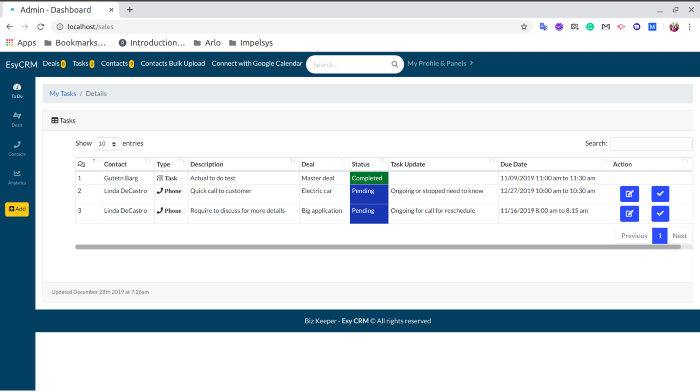 Admin - Dashboard
localhost/sales
Apps Bookmarks... Introduction... Arlo Impelsys
EsyCRM Deals Tasks Contacts Contacts Bulk Upload Connect with Google Calendar Search... My Profile & Panels
To Do
Deals
Contacts
Analytics
Add
My Tasks / Details
Tasks
Show 10 entries Search:
Contact Type Description Deal Status Task Update Due Date Action
1 Gutetn Barg Task Actual to do test Master deal Completed 11/09/2019 11:00 am to 11:30 am
2 Linda DeCastro Phone Quick call to customer Electric car Pending Ongoing or stopped need to know 12/27/2019 10:00 am to 10:30 am
3 Linda DeCastro Phone Require to discuss for more details Big application Pending Ongoing for call for reschedule 11/16/2019 8:00 am to 8:15 am
Previous 1 Next
Updated December 28th 2019 at 7:26am
Biz Keeper - Esy CRM © All rights reserved